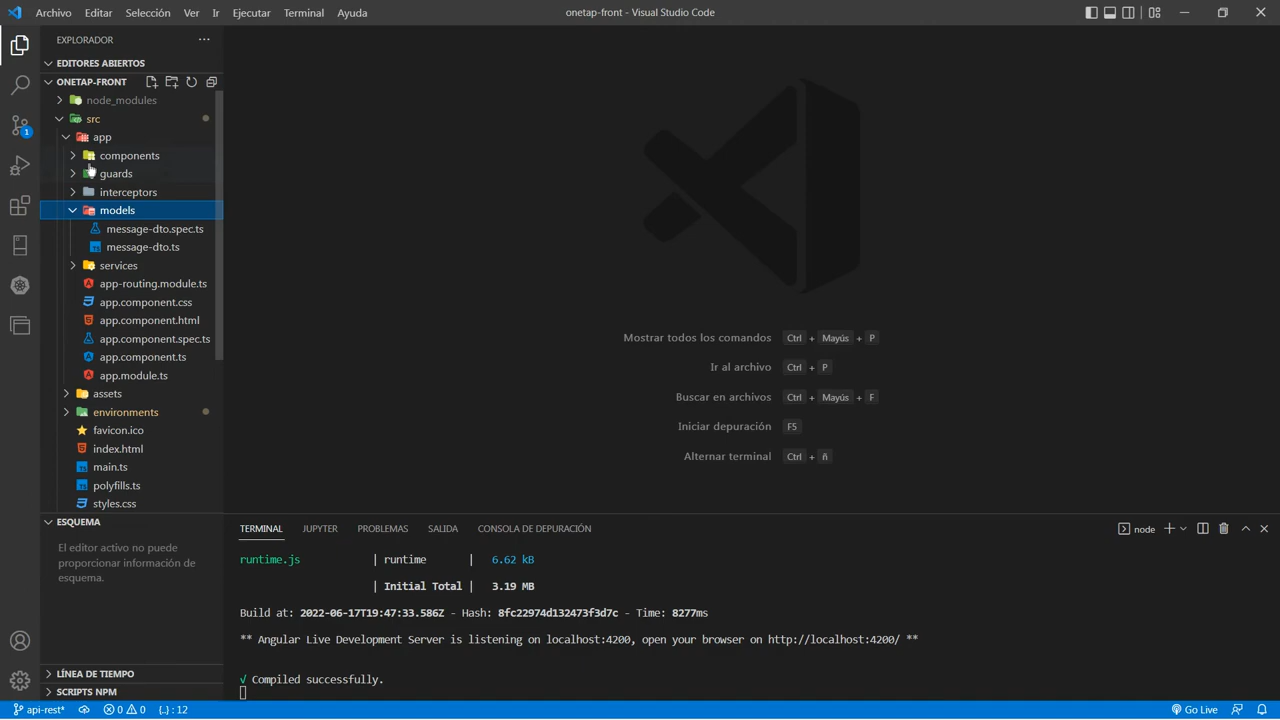 Archivo Editar Selección Ver Ir Ejecutar Terminal Ayuda
onetap-front - Visual Studio Code
EXPLORADOR
EDITORES ABIERTOS
ONETAP-FRONT
node_modules
src
app
components
guards
interceptors
models
message-dto.spec.ts
message-dto.ts
services
app-routing.module.ts
app.component.css
app.component.html
app.component.spec.ts
app.component.ts
app.module.ts
assets
environments
favicon.ico
index.html
main.ts
polyfills.ts
styles.css
ESQUEMA
El editor activo no puede
proporcionar información de
esquema.
LÍNEA DE TIEMPO
SCRIPTS NPM
1
Mostrar todos los comandos Ctrl + Mayús + P
Ir al archivo Ctrl + P
Buscar en archivos Ctrl + Mayús + F
Iniciar depuración F5
Alternar terminal Ctrl + ñ
TERMINAL JUPYTER PROBLEMAS SALIDA CONSOLA DE DEPURACIÓN
node
runtime.js | runtime | 6.62 kB
| Initial Total | 3.19 MB
Build at: 2022-06-17T19:47:33.586Z - Hash: 8fc22974d132473f3d7c - Time: 8277ms
** Angular Live Development Server is listening on localhost:4200, open your browser on http://localhost:4200/ **
√ Compiled successfully.
api-rest* 0 0 {..} : 12 Go Live